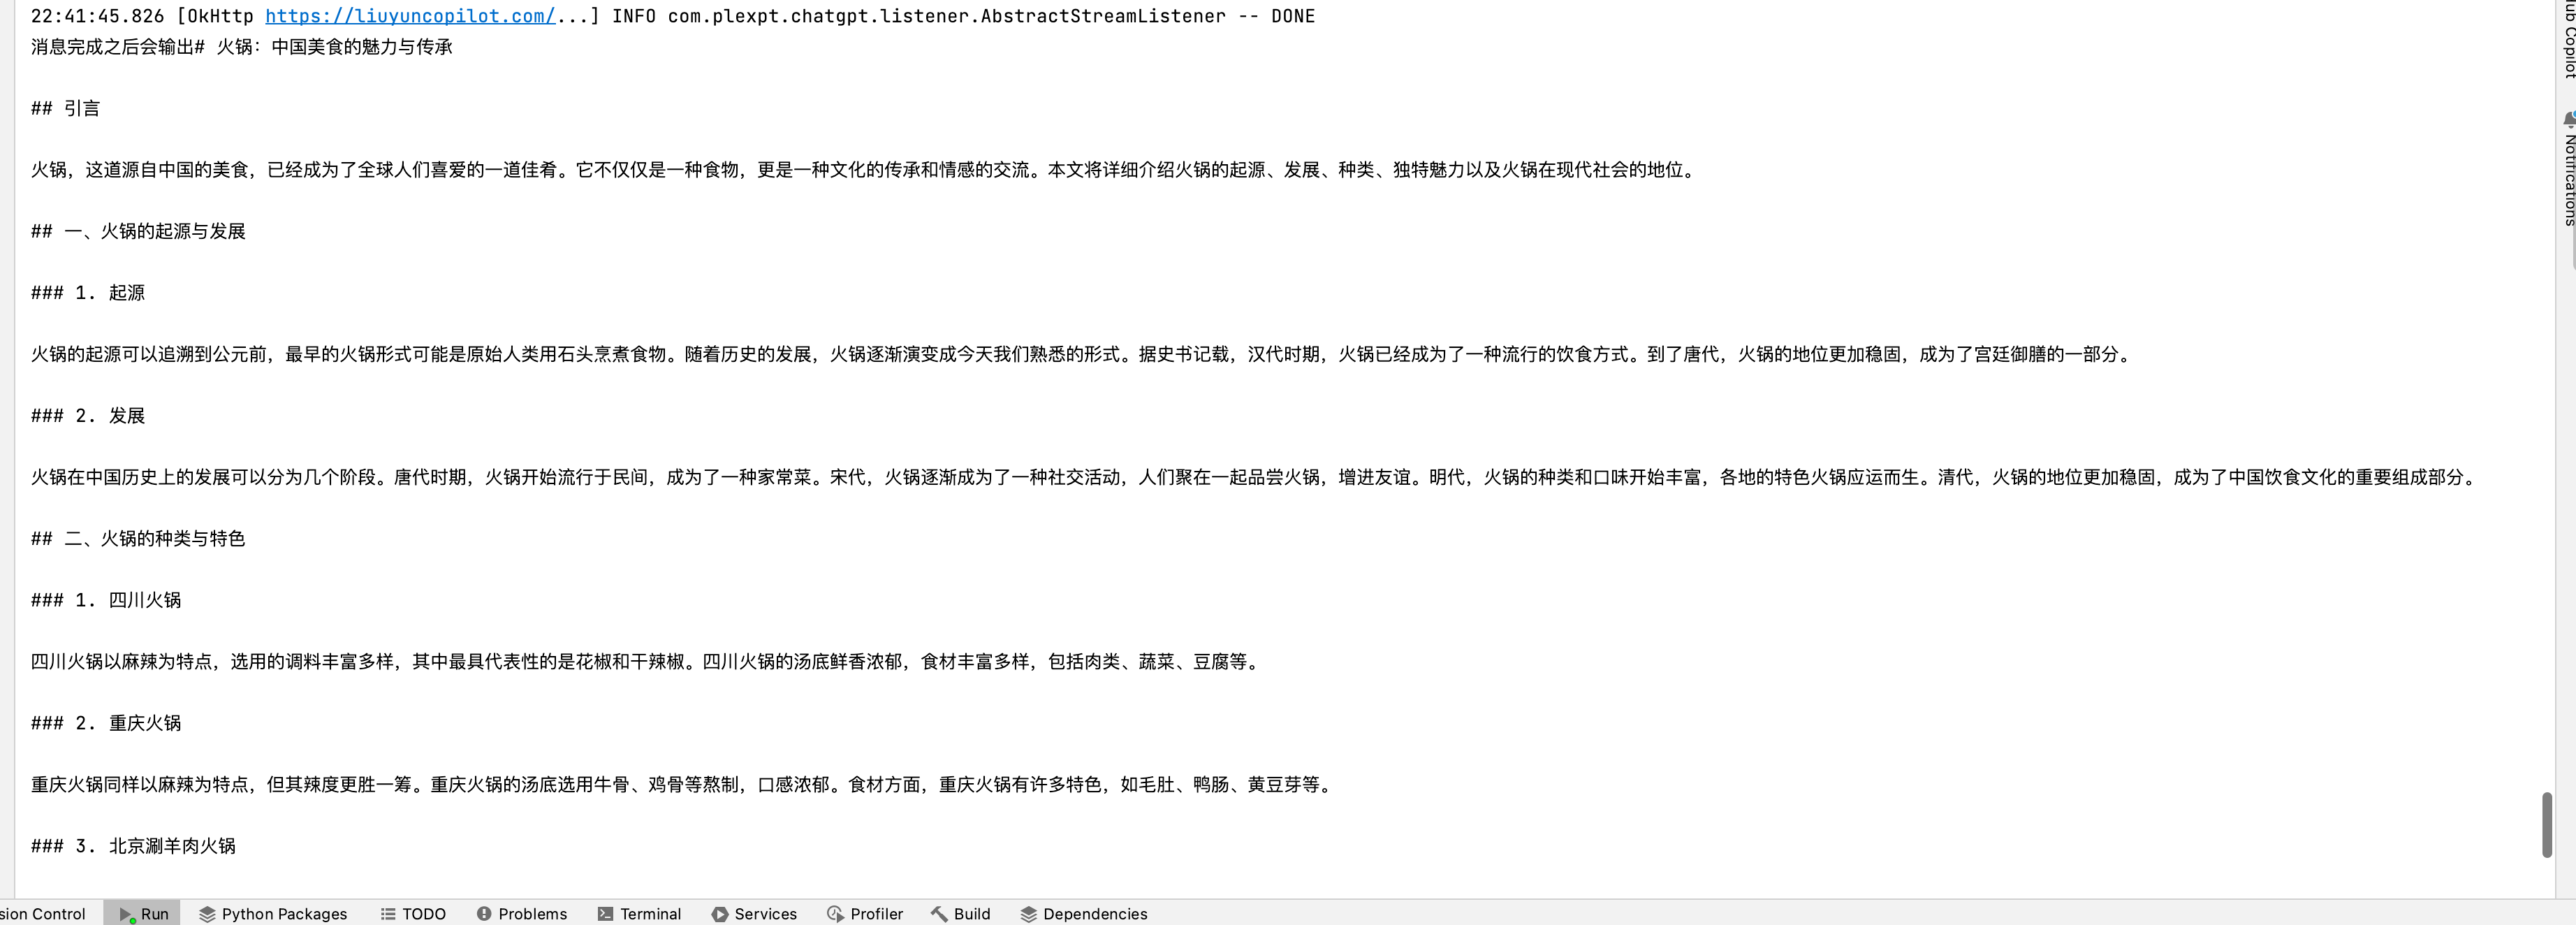 22:41:45.826 [OkHttp https://liuyuncopilot.com/...] INFO com.plexpt.chatgpt.listener.AbstractStreamListener -- DONE
消息完成之后会输出# 火锅：中国美食的魅力与传承
## 引言
火锅，这道源自中国的美食，已经成为了全球人们喜爱的一道佳肴。它不仅仅是一种食物，更是一种文化的传承和情感的交流。本文将详细介绍火锅的起源、发展、种类、独特魅力以及火锅在现代社会的地位。
## 一、火锅的起源与发展
### 1. 起源
火锅的起源可以追溯到公元前，最早的火锅形式可能是原始人类用石头烹煮食物。随着历史的发展，火锅逐渐演变成今天我们熟悉的形式。据史书记载，汉代时期，火锅已经成为了一种流行的饮食方式。到了唐代，火锅的地位更加稳固，成为了宫廷御膳的一部分。
### 2. 发展
火锅在中国历史上的发展可以分为几个阶段。唐代时期，火锅开始流行于民间，成为了一种家常菜。宋代，火锅逐渐成为了一种社交活动，人们聚在一起品尝火锅，增进友谊。明代，火锅的种类和口味开始丰富，各地的特色火锅应运而生。清代，火锅的地位更加稳固，成为了中国饮食文化的重要组成部分。
## 二、火锅的种类与特色
### 1. 四川火锅
四川火锅以麻辣为特点，选用的调料丰富多样，其中最具代表性的是花椒和干辣椒。四川火锅的汤底鲜香浓郁，食材丰富多样，包括肉类、蔬菜、豆腐等。
### 2. 重庆火锅
重庆火锅同样以麻辣为特点，但其辣度更胜一筹。重庆火锅的汤底选用牛骨、鸡骨等熬制，口感浓郁。食材方面，重庆火锅有许多特色，如毛肚、鸭肠、黄豆芽等。
### 3. 北京涮羊肉火锅
sion Control Run Python Packages TODO Problems Terminal Services Profiler Build Dependencies
ub Copilot
Notifications